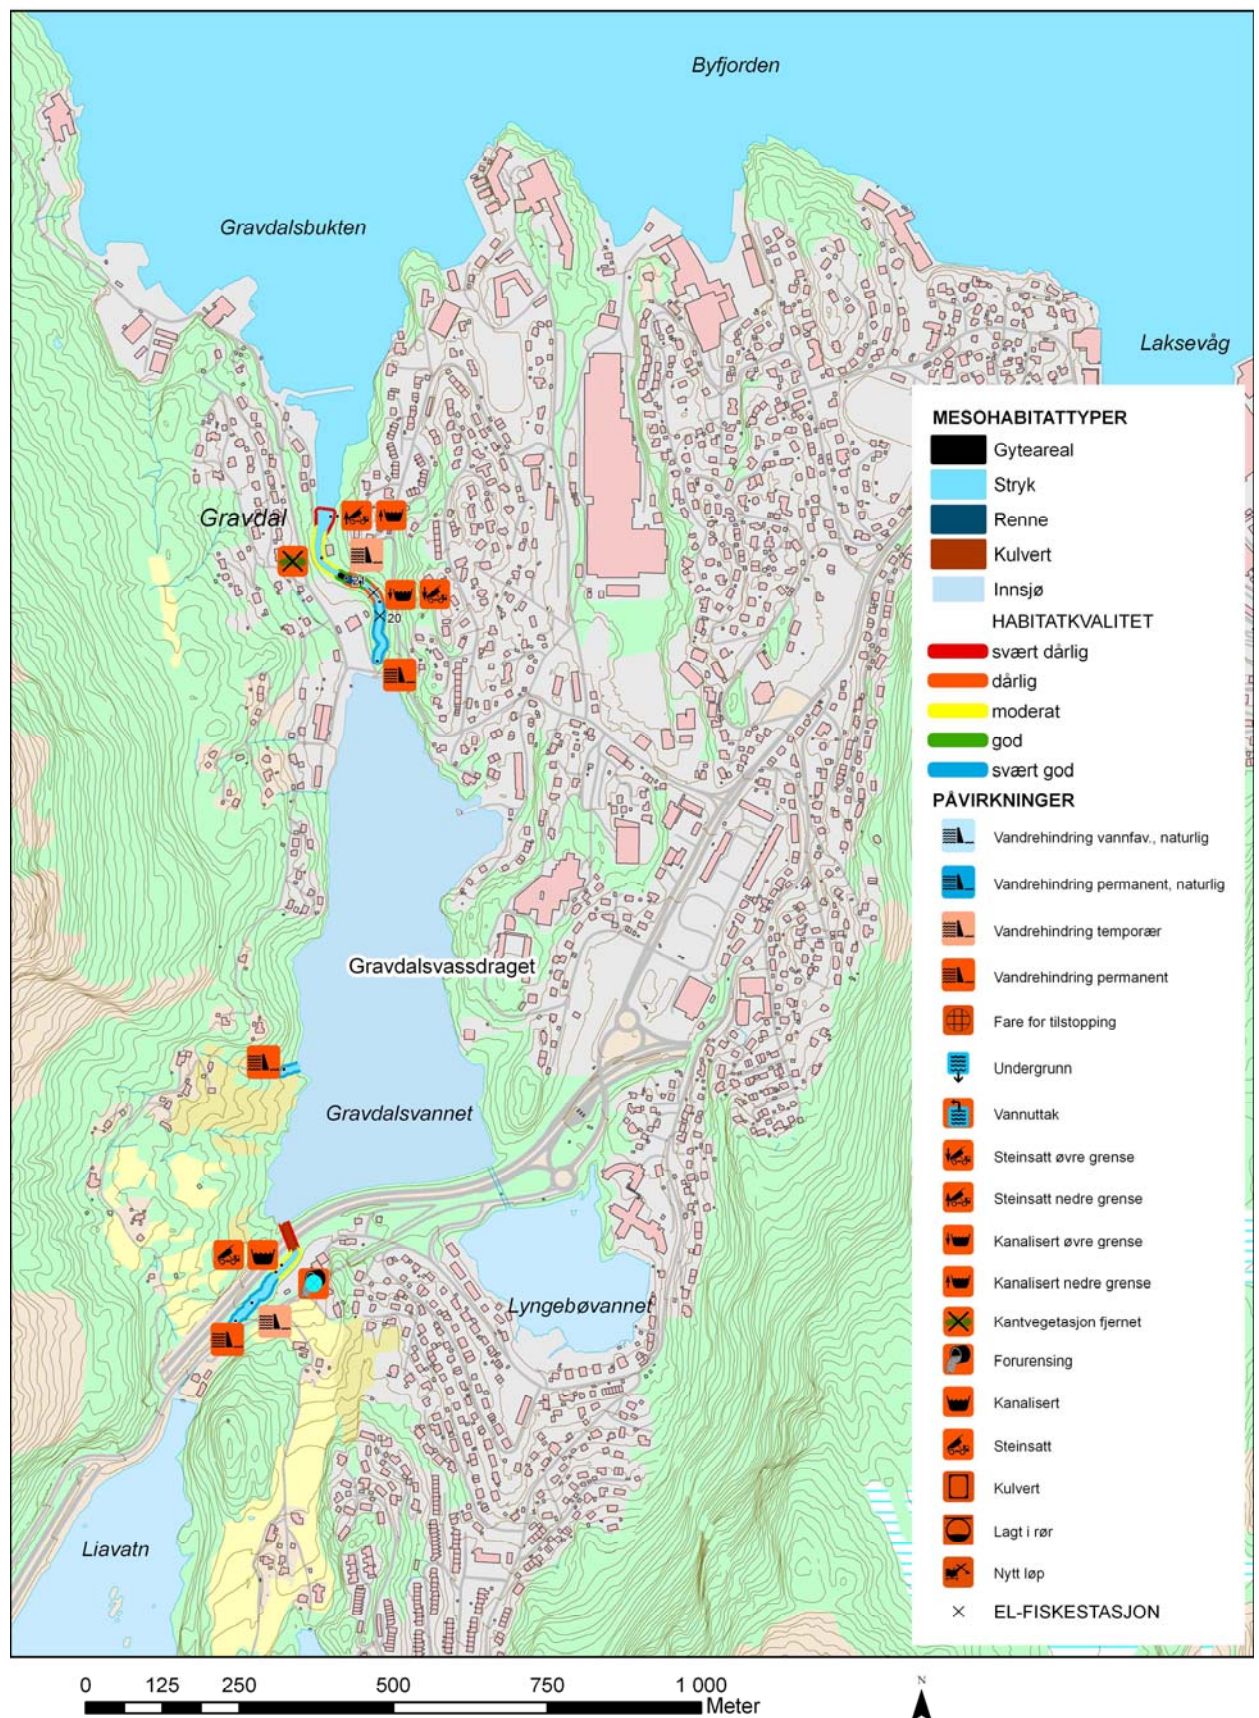 Byfjorden
Gravdalsbukten
Laksevåg
Gravdal
20
Gravdalsvassdraget
Gravdalsvannet
Lyngebøvannet
Liavatn
MESOHABITATTYPER
Gyteareal
Stryk
Renne
Kulvert
Innsjø
HABITATKVALITET
svært dårlig
dårlig
moderat
god
svært god
PÅVIRKNINGER
Vandrehindring vannfav., naturlig
Vandrehindring permanent, naturlig
Vandrehindring temporær
Vandrehindring permanent
Fare for tilstopping
Undergrunn
Vannuttak
Steinsatt øvre grense
Steinsatt nedre grense
Kanalisert øvre grense
Kanalisert nedre grense
Kantvegetasjon fjernet
Forurensing
Kanalisert
Steinsatt
Kulvert
Lagt i rør
Nytt løp
EL-FISKESTASJON
0 125 250 500 750 1 000
Meter
N